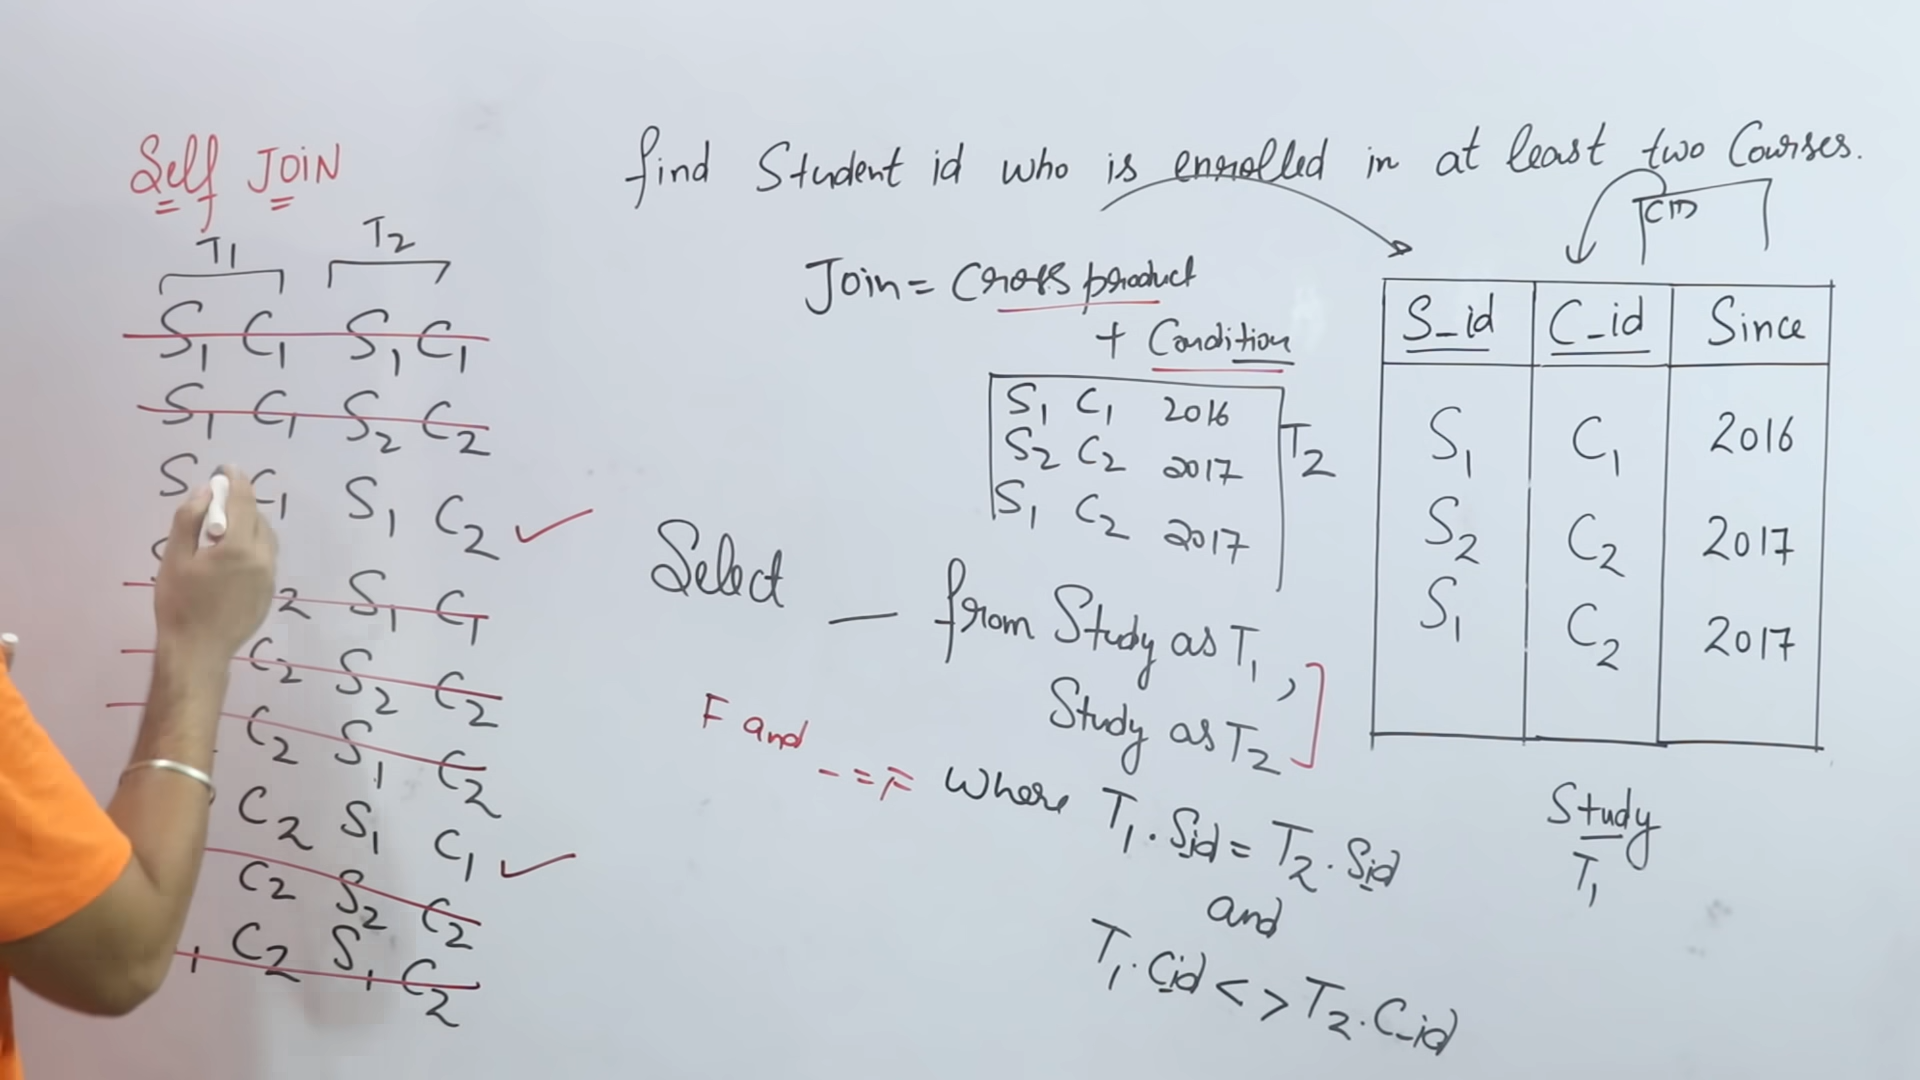 Self JOIN
find Student id who is enrolled in at least two Courses.
T1 T2
S1 C1 S1 C1
S1 C1 S2 C2
S C1 S1 C2 ✓
2 S1 C1
C2 S2 C2
C2 S1 C2
C2 S1 C1 ✓
C2 S2 C2
1 C2 S1 C2
Join = Cross product
+ Condition
S1 C1 2016
S2 C2 2017
S1 C2 2017
T2
Select — from Study as T1,
Study as T2
F and - = F
Where T1.Sid = T2.Sid
and
T1.Cid <> T2.C_id
S_id C_id Since
S1 C1 2016
S2 C2 2017
S1 C2 2017
Study
T1